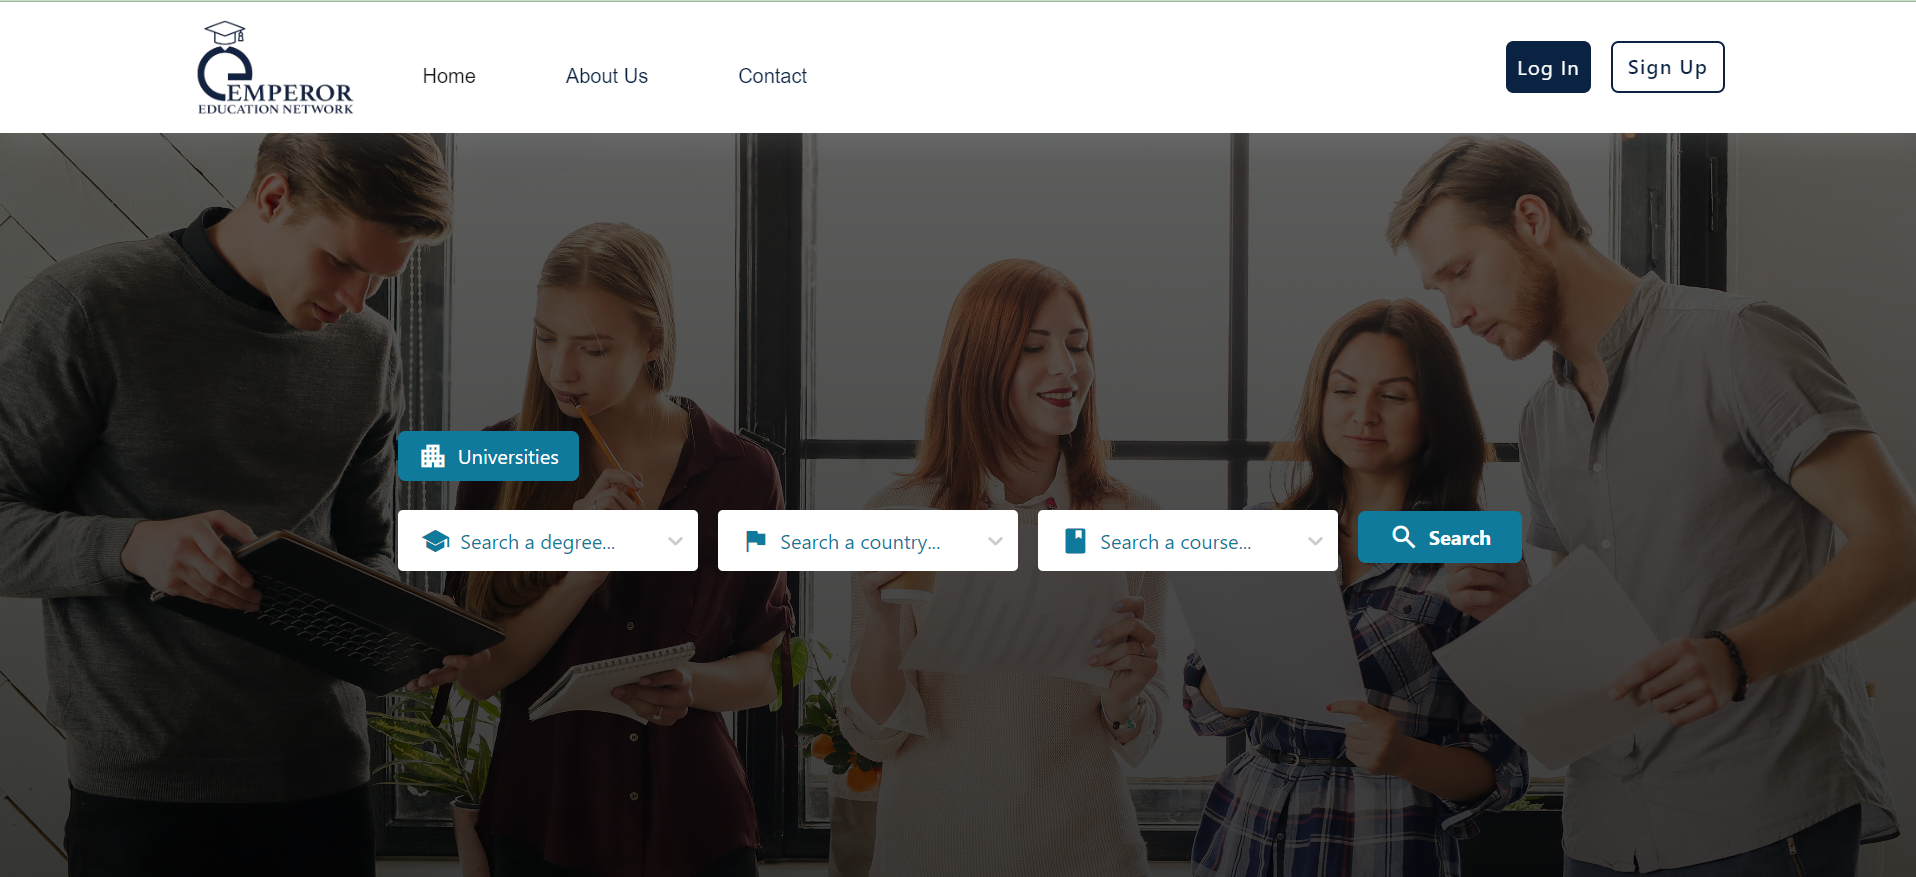 EMPEROR
EDUCATION NETWORK
Home
About Us
Contact
Log In
Sign Up
Universities
Search a degree...
Search a country...
Search a course...
Search